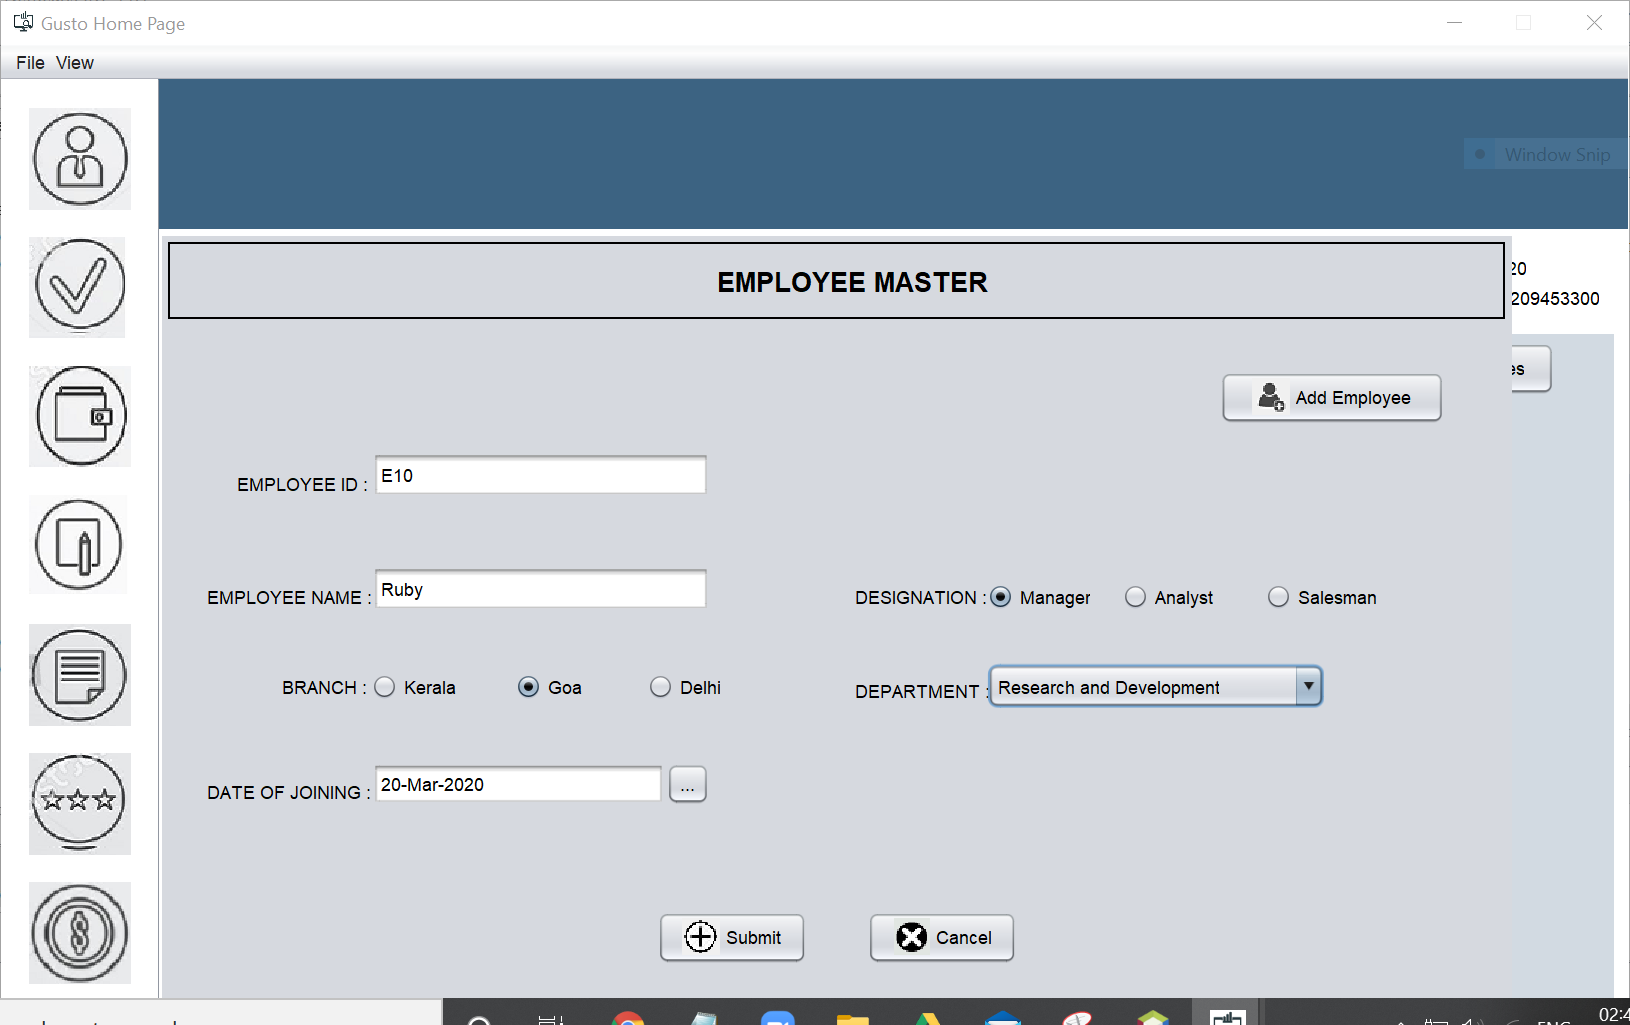 Gusto Home Page
File View
Window Snip
EMPLOYEE MASTER
20
209453300
es
Add Employee
EMPLOYEE ID : E10
EMPLOYEE NAME : Ruby
DESIGNATION : Manager Analyst Salesman
BRANCH : Kerala Goa Delhi
DEPARTMENT : Research and Development
DATE OF JOINING : 20-Mar-2020 ...
Submit Cancel
02:4
ENG